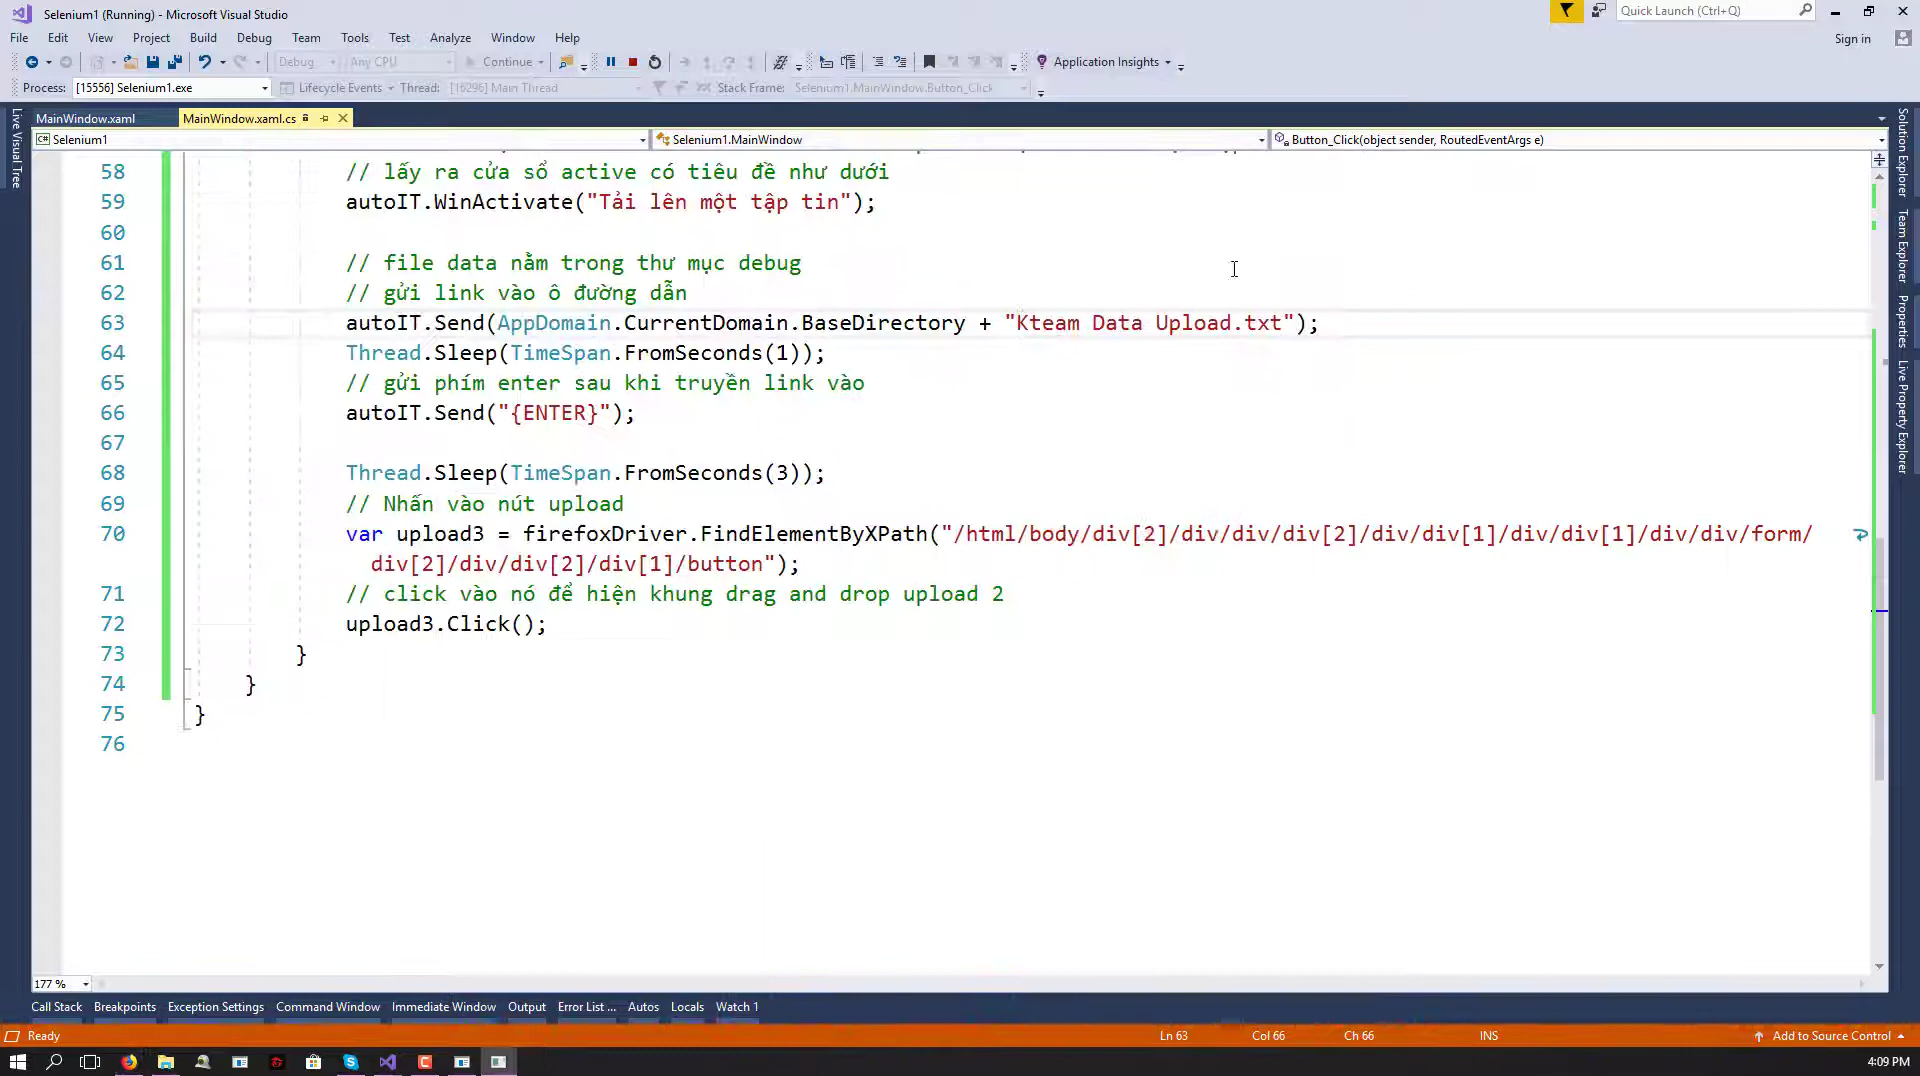 Selenium1 (Running) - Microsoft Visual Studio
Quick Launch (Ctrl+Q)
File Edit View Project Build Debug Team Tools Test Analyze Window Help
Sign in
Debug Any CPU Continue Application Insights
Process: [15556] Selenium1.exe Lifecycle Events Thread: [16296] Main Thread Stack Frame: Selenium1.MainWindow.Button_Click
MainWindow.xaml MainWindow.xaml.cs
Selenium1 Selenium1.MainWindow Button_Click(object sender, RoutedEventArgs e)
58 // lấy ra cửa sổ active có tiêu đề như dưới
59 autoIT.WinActivate("Tải lên một tập tin");
60
61 // file data nằm trong thư mục debug
62 // gửi link vào ô đường dẫn
63 autoIT.Send(AppDomain.CurrentDomain.BaseDirectory + "Kteam Data Upload.txt");
64 Thread.Sleep(TimeSpan.FromSeconds(1));
65 // gửi phím enter sau khi truyền link vào
66 autoIT.Send("{ENTER}");
67
68 Thread.Sleep(TimeSpan.FromSeconds(3));
69 // Nhấn vào nút upload
70 var upload3 = firefoxDriver.FindElementByXPath("/html/body/div[2]/div/div/div[2]/div/div[1]/div/div[1]/div/div/form/
div[2]/div/div[2]/div[1]/button");
71 // click vào nó để hiện khung drag and drop upload 2
72 upload3.Click();
73 }
74 }
75 }
76
Live Visual Tree
Solution Explorer
Team Explorer
Properties
Live Property Explorer
177 %
Call Stack Breakpoints Exception Settings Command Window Immediate Window Output Error List ... Autos Locals Watch 1
Ready Ln 63 Col 66 Ch 66 INS Add to Source Control
4:09 PM